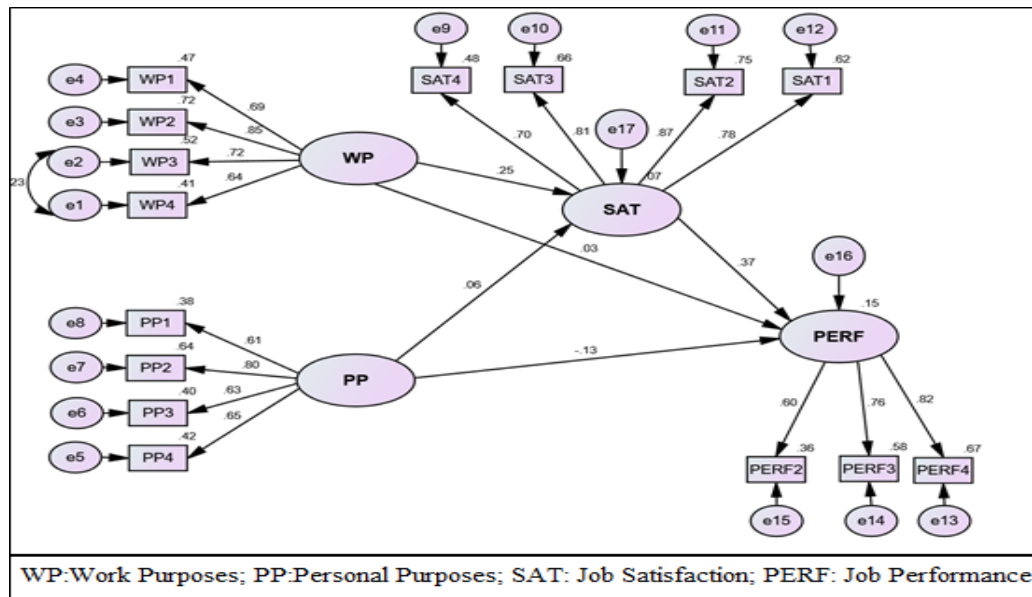 e9
e10
e11
e12
.48
.66
.75
.62
SAT4
SAT3
SAT2
SAT1
.70
.81
.87
.78
e17
.07
SAT
.47
e4
WP1
.69
.72
e3
WP2
.85
.52
e2
WP3
.72
.41
e1
WP4
.64
23
WP
.25
.03
.06
.37
e16
.15
PERF
-.13
.38
e8
PP1
.61
.64
e7
PP2
.80
.40
e6
PP3
.63
.42
e5
PP4
.65
PP
.60
.76
.82
.36
.58
.67
PERF2
PERF3
PERF4
e15
e14
e13
WP:Work Purposes; PP:Personal Purposes; SAT: Job Satisfaction; PERF: Job Performance